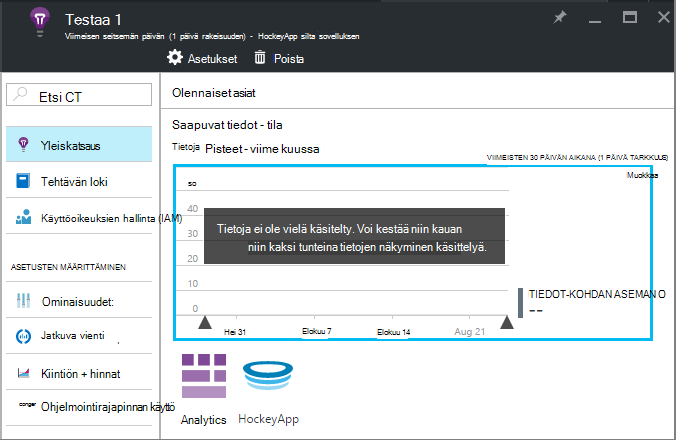 Testaa 1
Viimeisen seitsemän päivän (1 päivä rakeisuuden) - HockeyApp silta sovelluksen
Asetukset
Poista
Etsi CT
Yleiskatsaus
Tehtävän loki
Käyttöoikeuksien hallinta (IAM)
ASETUSTEN MÄÄRITTÄMINEN
Ominaisuudet:
Jatkuva vienti
Kiintiön + hinnat
conger
Ohjelmointirajapinnan käyttö
Olennaiset asiat
Saapuvat tiedot - tila
Tietoja Pisteet - viime kuussa
VIIMEISTEN 30 PÄIVÄN AIKANA (1 PÄIVÄ TARKKUUS)
Muokkaa
so
40
30
20
10
0
Tietoja ei ole vielä käsitelty. Voi kestää niin kauan
niin kaksi tunteina tietojen näkyminen käsittelyä.
Hei 31
Elokuu 7
Elokuu 14
Aug 21
TIEDOT-KOHDAN ASEMAN O
--
Analytics
HockeyApp